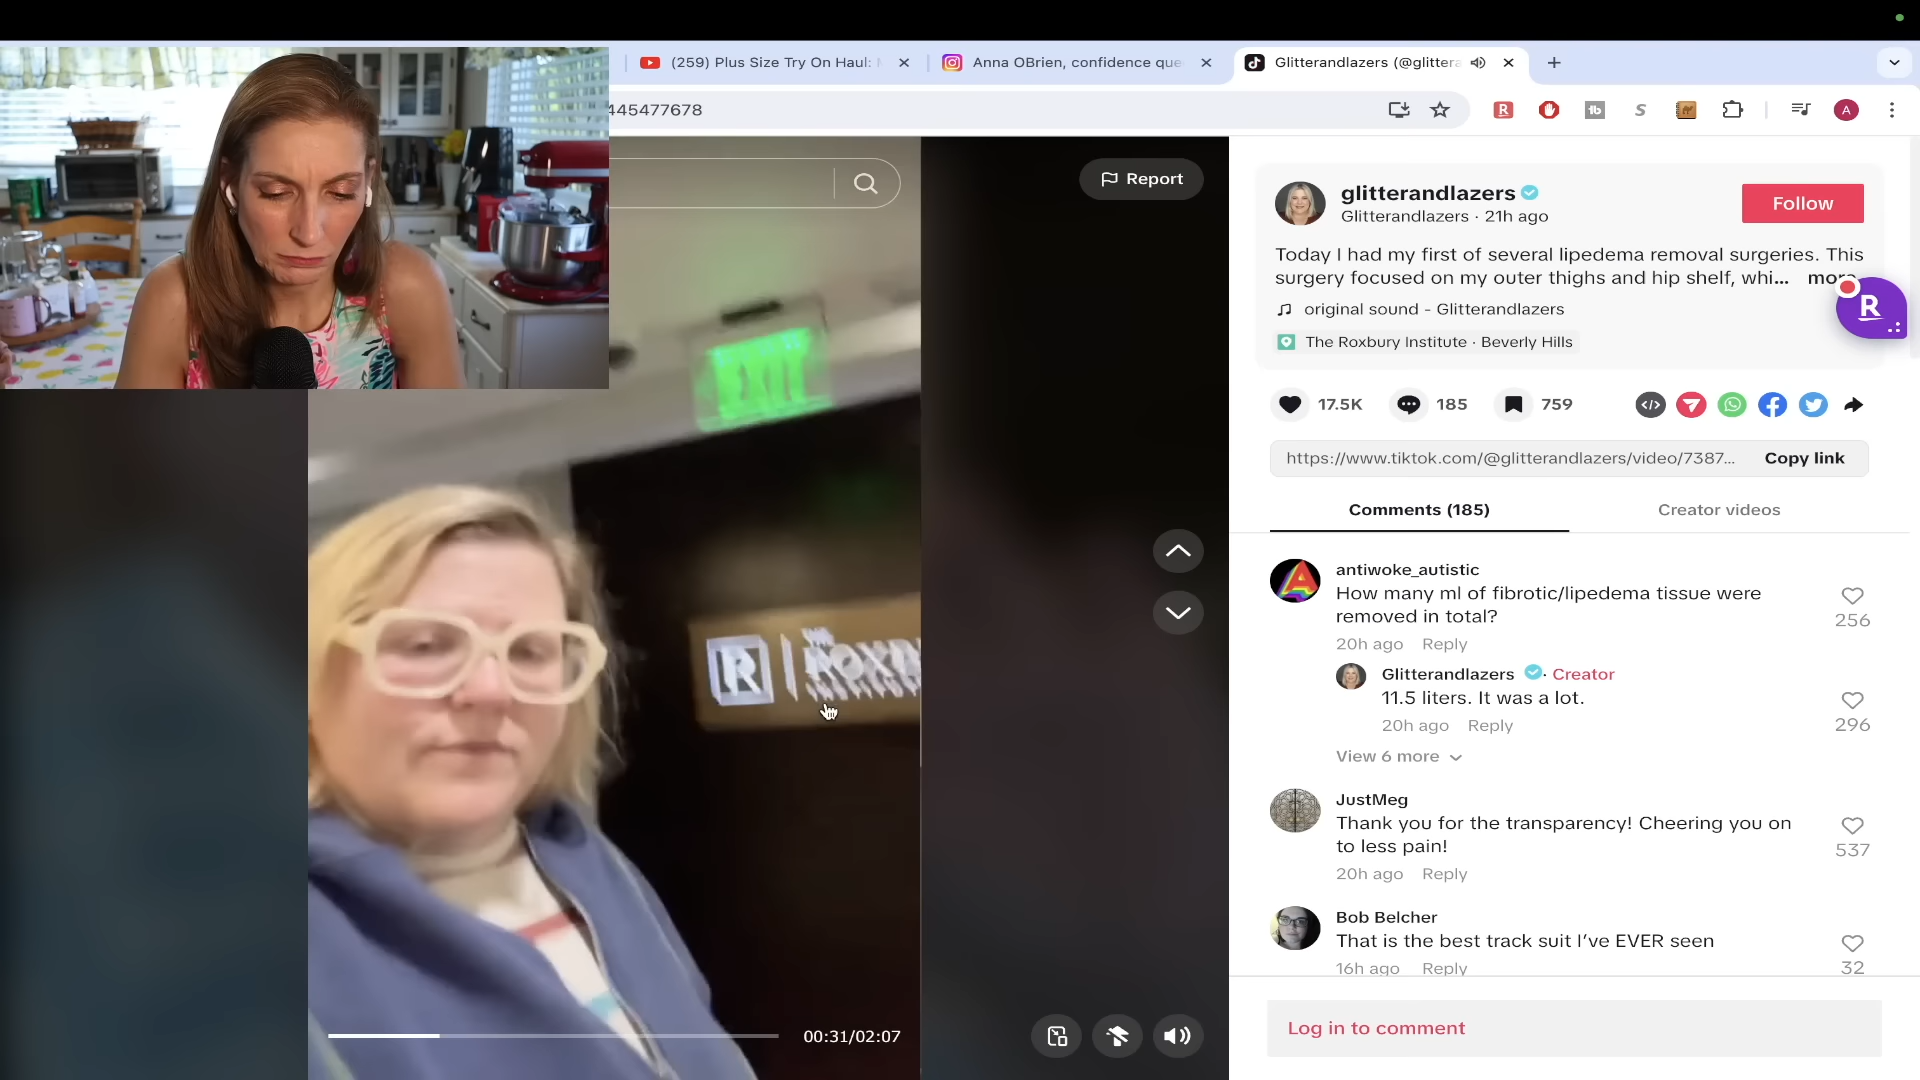 (259) Plus Size Try On Haul:
Anna OBrien, confidence que
Glitterandlazers (@glittera
445477678
R
tb
S
A
Report
EXIT
R
glitterandlazers
Glitterandlazers · 21h ago
Follow
Today I had my first of several lipedema removal surgeries. This
surgery focused on my outer thighs and hip shelf, whi... more
R
original sound - Glitterandlazers
The Roxbury Institute · Beverly Hills
17.5K
185
759
https://www.tiktok.com/@glitterandlazers/video/7387...
Copy link
Comments (185)
Creator videos
antiwoke_autistic
How many ml of fibrotic/lipedema tissue were
removed in total?
256
20h ago Reply
Glitterandlazers · Creator
11.5 liters. It was a lot.
296
20h ago Reply
View 6 more
JustMeg
Thank you for the transparency! Cheering you on
to less pain!
537
20h ago Reply
Bob Belcher
That is the best track suit I've EVER seen
32
16h ago Reply
00:31/02:07
Log in to comment